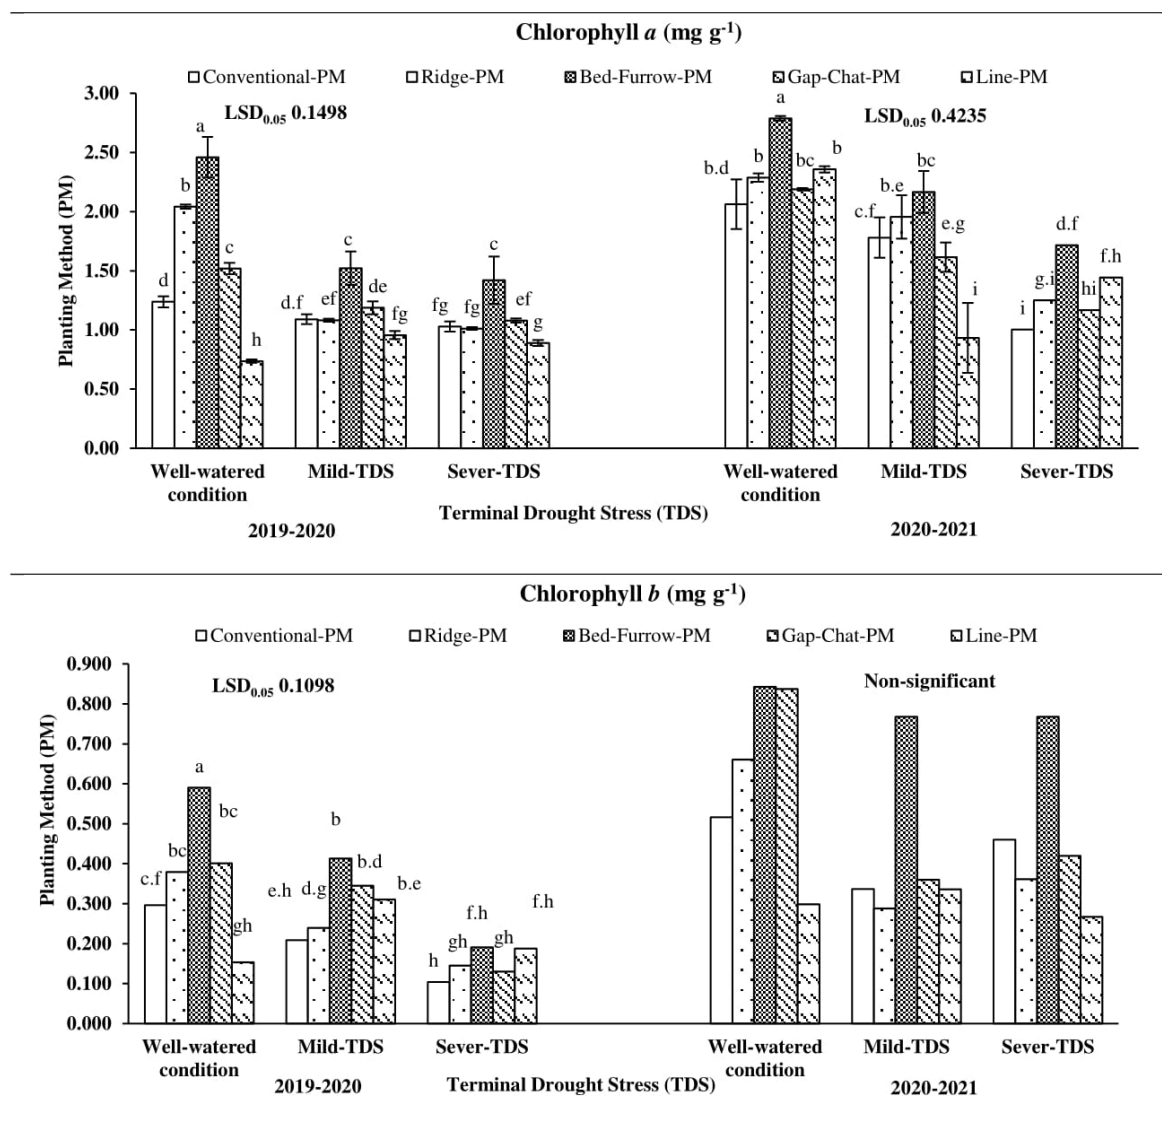 Chlorophyll a (mg g-1)
Conventional-PM Ridge-PM Bed-Furrow-PM Gap-Chat-PM Line-PM
LSD0.05 0.1498
LSD0.05 0.4235
Planting Method (PM)
3.00
2.50
2.00
1.50
1.00
0.50
0.00
d b a c h
d.f ef c de fg
fg fg c ef g
b.d b a bc b
c.f b.e bc e.g i
i g.i d.f hi f.h
Well-watered condition Mild-TDS Sever-TDS
Well-watered condition Mild-TDS Sever-TDS
Terminal Drought Stress (TDS)
2019-2020
2020-2021
Chlorophyll b (mg g-1)
Conventional-PM Ridge-PM Bed-Furrow-PM Gap-Chat-PM Line-PM
LSD0.05 0.1098
Non-significant
Planting Method (PM)
0.900
0.800
0.700
0.600
0.500
0.400
0.300
0.200
0.100
0.000
c.f bc a bc gh
e.h d.g b b.d b.e
h gh f.h gh f.h
Well-watered condition Mild-TDS Sever-TDS
Well-watered condition Mild-TDS Sever-TDS
2019-2020
Terminal Drought Stress (TDS)
2020-2021